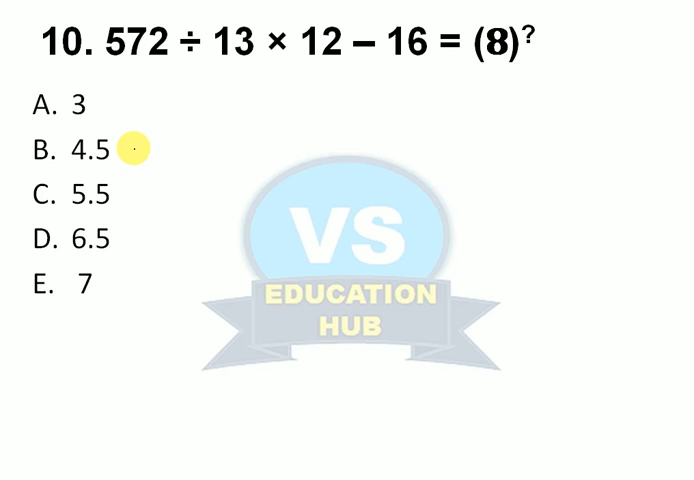 10. 572 ÷ 13 × 12 – 16 = (8)?
A. 3
B. 4.5
C. 5.5
D. 6.5
E. 7
VS
EDUCATION
HUB